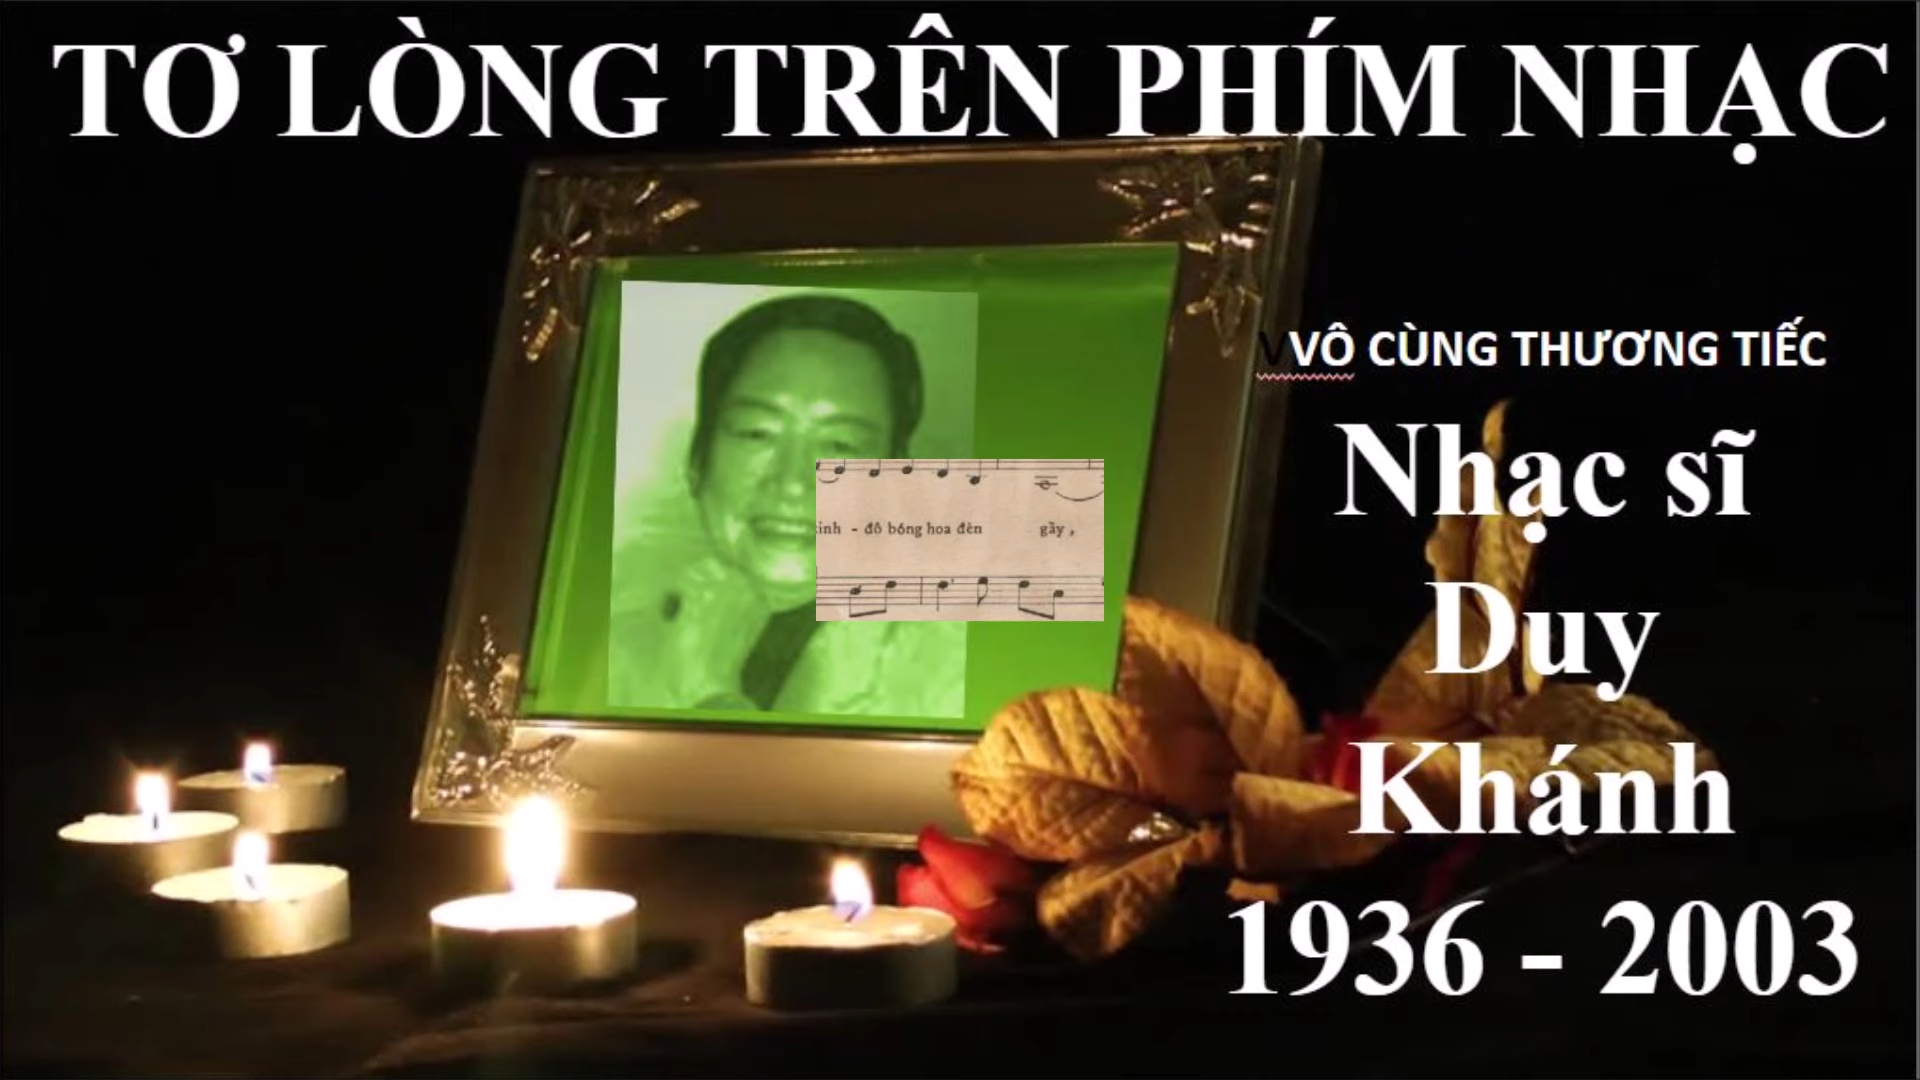 TƠ LÒNG TRÊN PHÍM NHẠC
VVÔ CÙNG THƯƠNG TIẾC
Nhạc sĩ
Duy
Khánh
1936 - 2003
- đô bóng hoa đèn gầy,